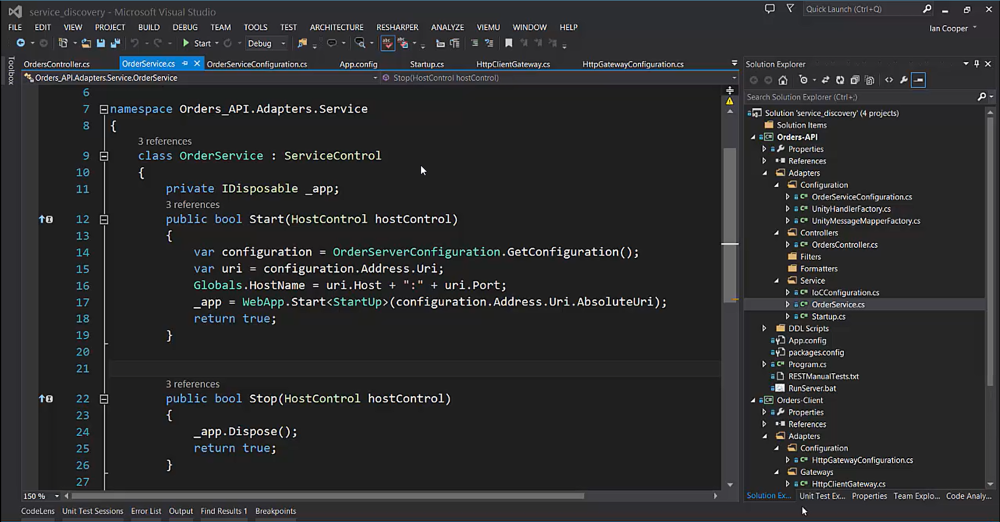 service_discovery - Microsoft Visual Studio
Quick Launch (Ctrl+Q)
FILE EDIT VIEW PROJECT BUILD DEBUG TEAM TOOLS TEST ARCHITECTURE RESHARPER ANALYZE VIEMU WINDOW HELP
Ian Cooper
Start Debug
abc
Toolbox
OrdersController.cs OrderService.cs OrderServiceConfiguration.cs App.config Startup.cs HttpClientGateway.cs HttpGatewayConfiguration.cs
Orders_API.Adapters.Service.OrderService Stop(HostControl hostControl)
6
7 namespace Orders_API.Adapters.Service
8 {
3 references
9 class OrderService : ServiceControl
10 {
11 private IDisposable _app;
3 references
12 public bool Start(HostControl hostControl)
13 {
14 var configuration = OrderServerConfiguration.GetConfiguration();
15 var uri = configuration.Address.Uri;
16 Globals.HostName = uri.Host + ":" + uri.Port;
17 _app = WebApp.Start<StartUp>(configuration.Address.Uri.AbsoluteUri);
18 return true;
19 }
20
21
3 references
22 public bool Stop(HostControl hostControl)
23 {
24 _app.Dispose();
25 return true;
26 }
27
150 %
CodeLens Unit Test Sessions Error List Output Find Results 1 Breakpoints
Solution Explorer
Search Solution Explorer (Ctrl+;)
Solution 'service_discovery' (4 projects)
Solution Items
Orders-API
Properties
References
Adapters
Configuration
OrderServiceConfiguration.cs
UnityHandlerFactory.cs
UnityMessageMapperFactory.cs
Controllers
OrdersController.cs
Filters
Formatters
Service
IoCConfiguration.cs
OrderService.cs
Startup.cs
DDL Scripts
App.config
packages.config
Program.cs
RESTManualTests.txt
RunServer.bat
Orders-Client
Properties
References
Adapters
Configuration
HttpGatewayConfiguration.cs
Gateways
HttpClientGateway.cs
Solution Ex... Unit Test Ex... Properties Team Explo... Code Analy...